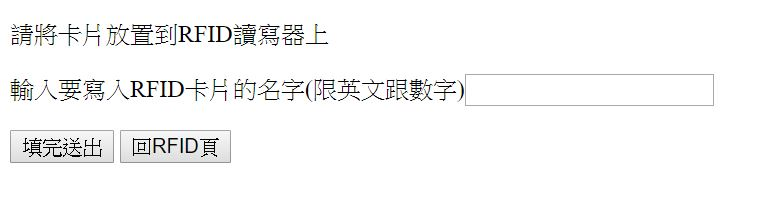 請將卡片放置到RFID讀寫器上
輸入要寫入RFID卡片的名字(限英文跟數字)
填完送出 回RFID頁